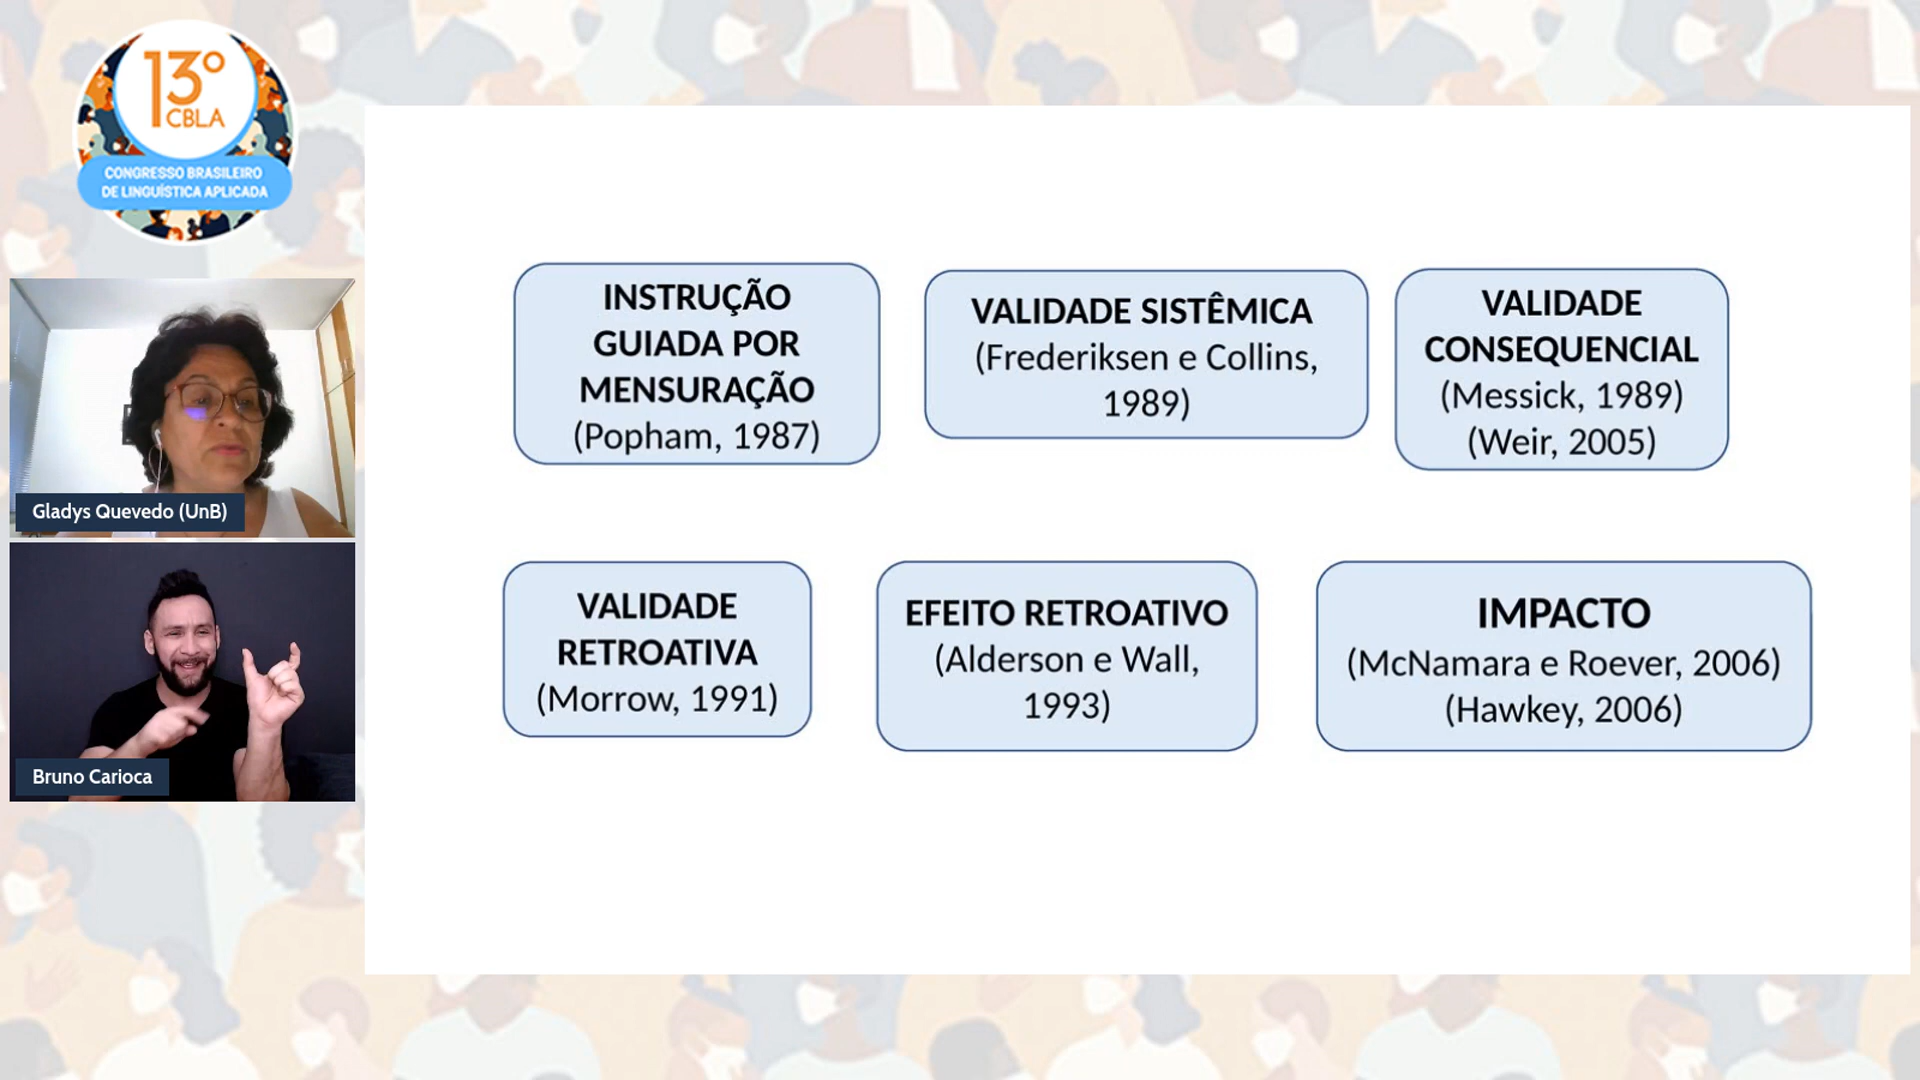 13º
CBLA
CONGRESSO BRASILEIRO
DE LINGUÍSTICA APLICADA
Gladys Quevedo (UnB)
Bruno Carioca
INSTRUÇÃO
GUIADA POR
MENSURAÇÃO
(Popham, 1987)
VALIDADE SISTÊMICA
(Frederiksen e Collins,
1989)
VALIDADE
CONSEQUENCIAL
(Messick, 1989)
(Weir, 2005)
VALIDADE
RETROATIVA
(Morrow, 1991)
EFEITO RETROATIVO
(Alderson e Wall,
1993)
IMPACTO
(McNamara e Roever, 2006)
(Hawkey, 2006)